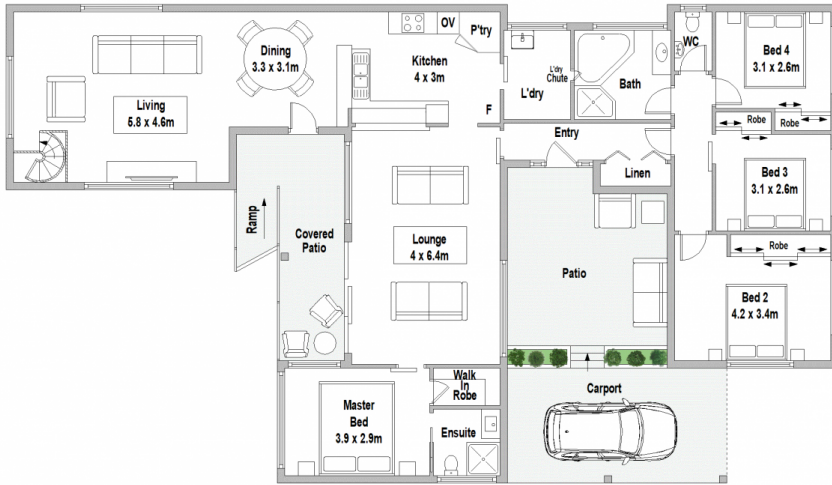 Dining
3.3 x 3.1m
Living
5.8 x 4.6m
Kitchen
4 x 3m
OV
P'try
F
L'dry
L'dry
Chute
Bath
WC
Bed 4
3.1 x 2.6m
Robe
Robe
Entry
Linen
Bed 3
3.1 x 2.6m
Ramp
Covered
Patio
Lounge
4 x 6.4m
Patio
Robe
Bed 2
4.2 x 3.4m
Walk
In
Robe
Master
Bed
3.9 x 2.9m
Ensuite
Carport